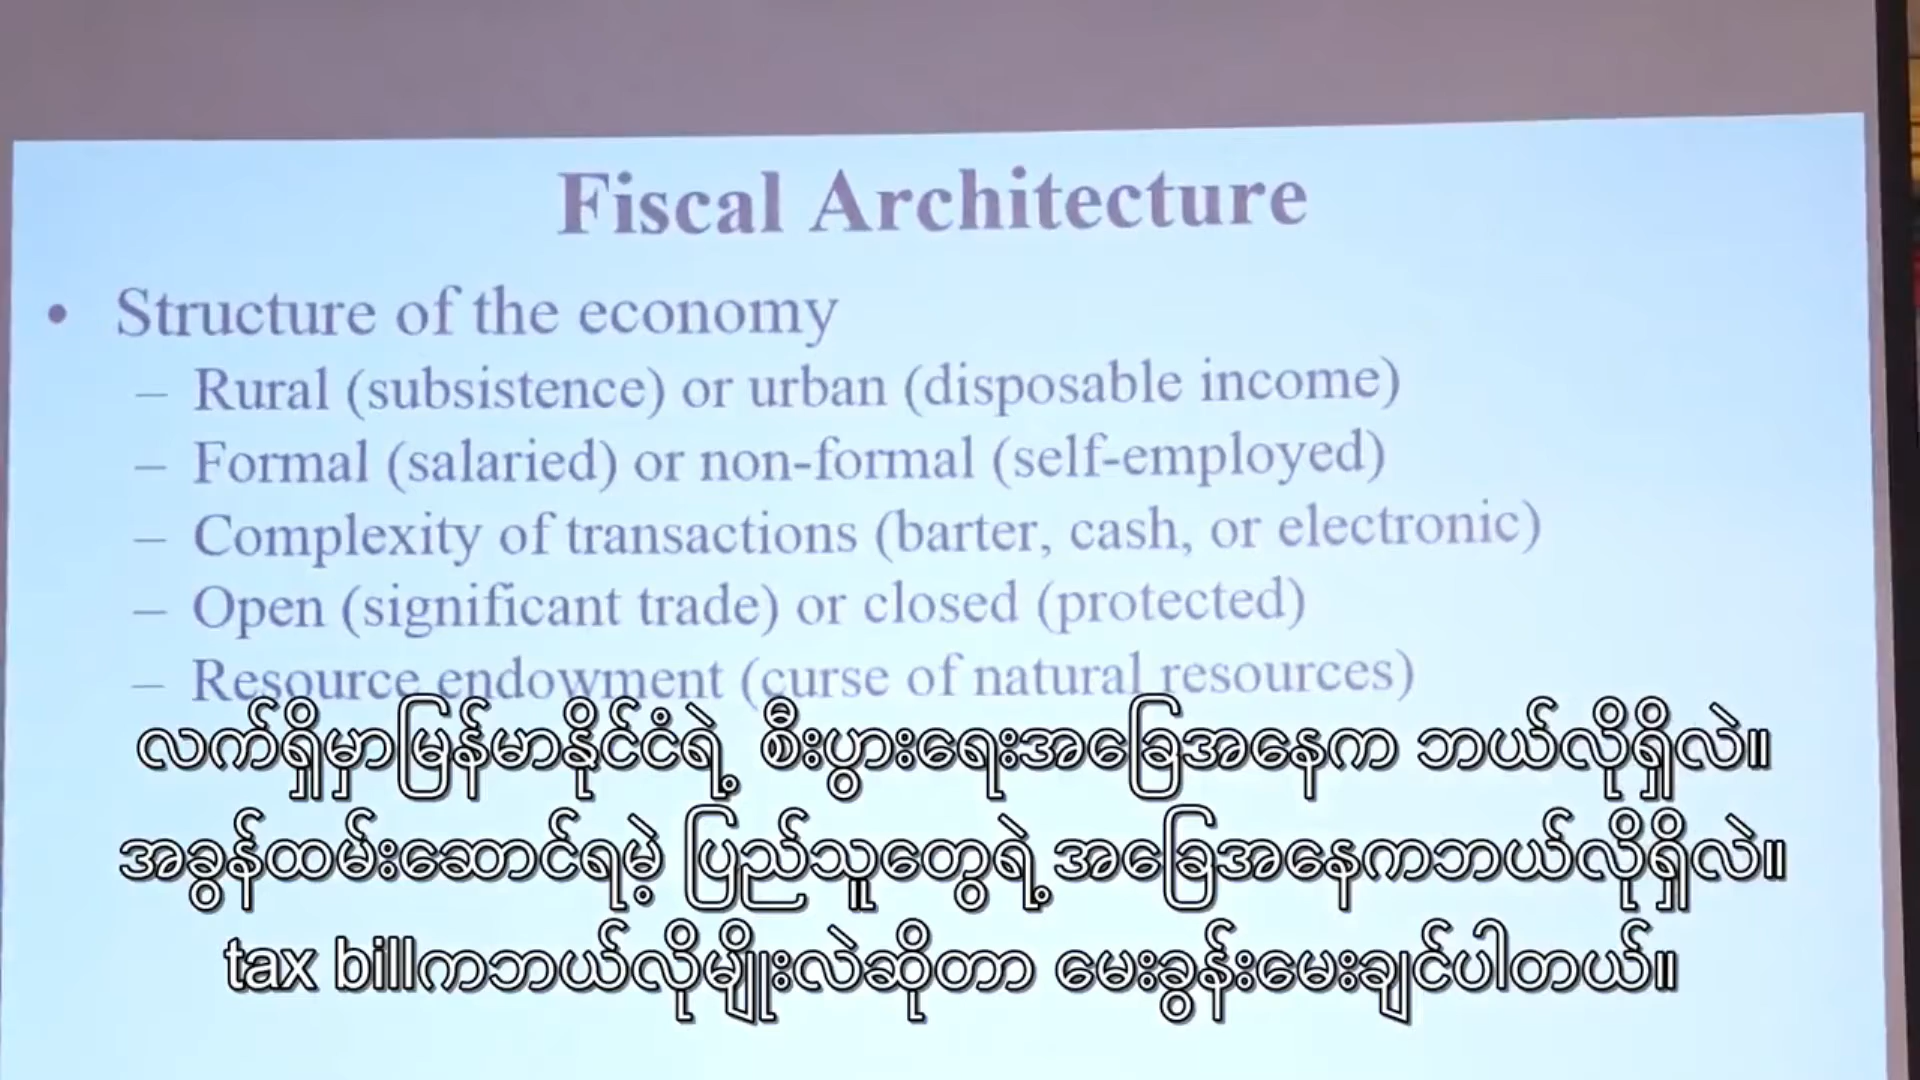 Fiscal Architecture
• Structure of the economy
– Rural (subsistence) or urban (disposable income)
– Formal (salaried) or non-formal (self-employed)
– Complexity of transactions (barter, cash, or electronic)
– Open (significant trade) or closed (protected)
– Resource endowment (curse of natural resources)
လက်ရှိမှာမြန်မာနိုင်ငံရဲ့ စီးပွားရေးအခြေအနေက ဘယ်လိုရှိလဲ။
အခွန်ထမ်းဆောင်ရမဲ့ ပြည်သူတွေရဲ့အခြေအနေကဘယ်လိုရှိလဲ။
tax billကဘယ်လိုမျိုးလဲဆိုတာ မေးခွန်းမေးချင်ပါတယ်။